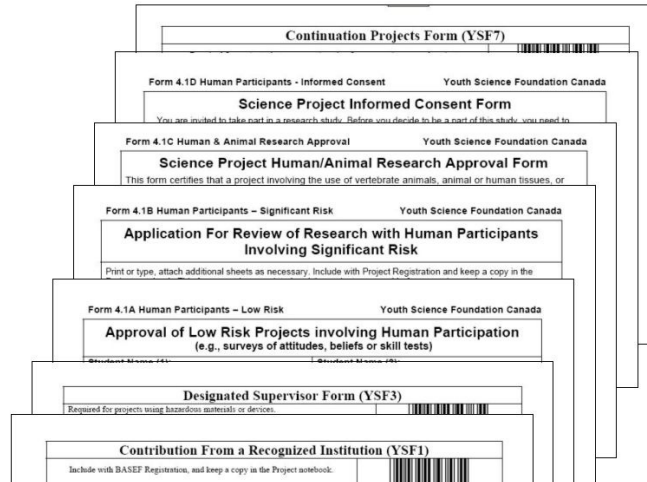 Continuation Projects Form (YSF7)
Form 4.1D Human Participants - Informed Consent Youth Science Foundation Canada
Science Project Informed Consent Form
You are invited to take part in a research study. Before you decide to be a part of this study, you need to
Form 4.1C Human & Animal Research Approval Youth Science Foundation Canada
Science Project Human/Animal Research Approval Form
This form certifies that a project involving the use of vertebrate animals, animal or human tissues, or
Form 4.1B Human Participants – Significant Risk Youth Science Foundation Canada
Application For Review of Research with Human Participants
Involving Significant Risk
Print or type, attach additional sheets as necessary. Include with Project Registration and keep a copy in the
Form 4.1A Human Participants – Low Risk Youth Science Foundation Canada
Approval of Low Risk Projects involving Human Participation
(e.g., surveys of attitudes, beliefs or skill tests)
Student Name (1): Student Name (2):
Designated Supervisor Form (YSF3)
Required for projects using hazardous materials or devices.
Contribution From a Recognized Institution (YSF1)
Include with BASEF Registration, and keep a copy in the Project notebook.